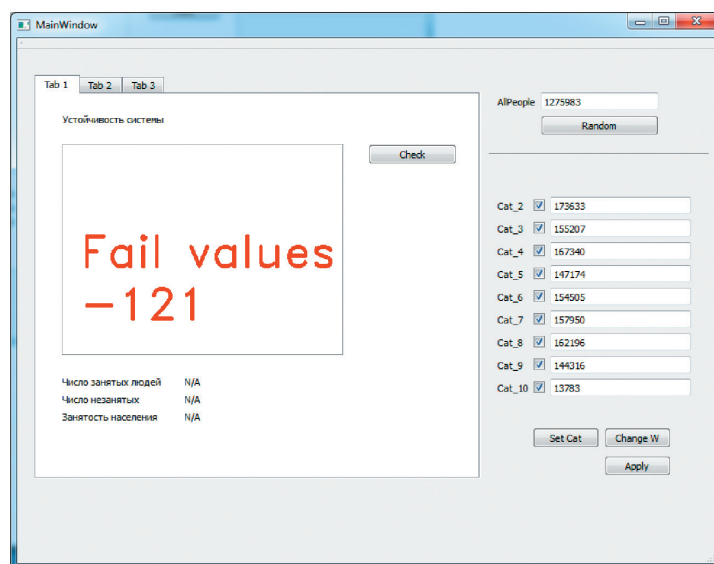 MainWindow
Tab 1 Tab 2 Tab 3
Устойчивость системы
Check
Fail values
-121
Число занятых людей N/A
Число незанятых N/A
Занятость населения N/A
AllPeople 1275983
Random
Cat_2 173633
Cat_3 155207
Cat_4 167340
Cat_5 147174
Cat_6 154505
Cat_7 157950
Cat_8 162196
Cat_9 144316
Cat_10 13783
Set Cat Change W
Apply